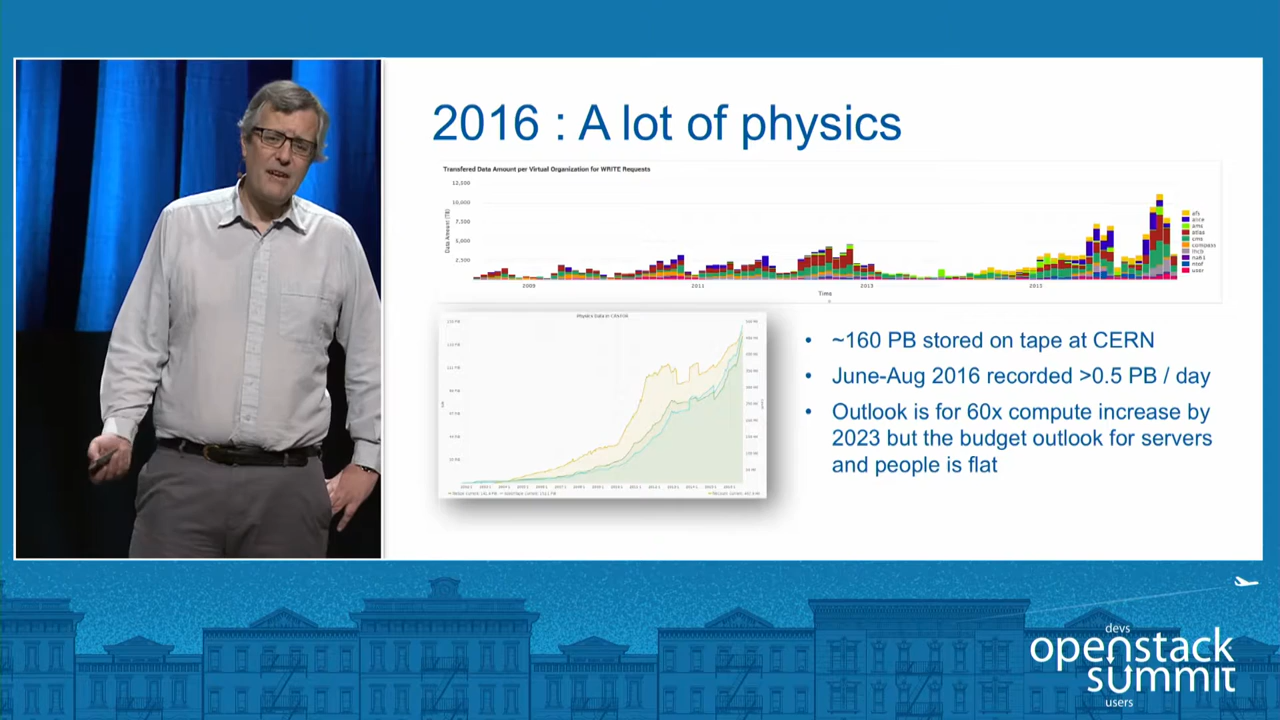 2016 : A lot of physics
Transfered Data Amount per Virtual Organization for WRITE Requests
12,500
10,000
7,500
5,000
2,500
Data Amount (TB)
2009
2011
2013
2015
Time
afs
alice
ams
atlas
cms
compass
lhcb
na61
ntof
user
Physics Data in CASTOR
• ~160 PB stored on tape at CERN
• June-Aug 2016 recorded >0.5 PB / day
• Outlook is for 60x compute increase by
2023 but the budget outlook for servers
and people is flat
devs
openstack
summit
users